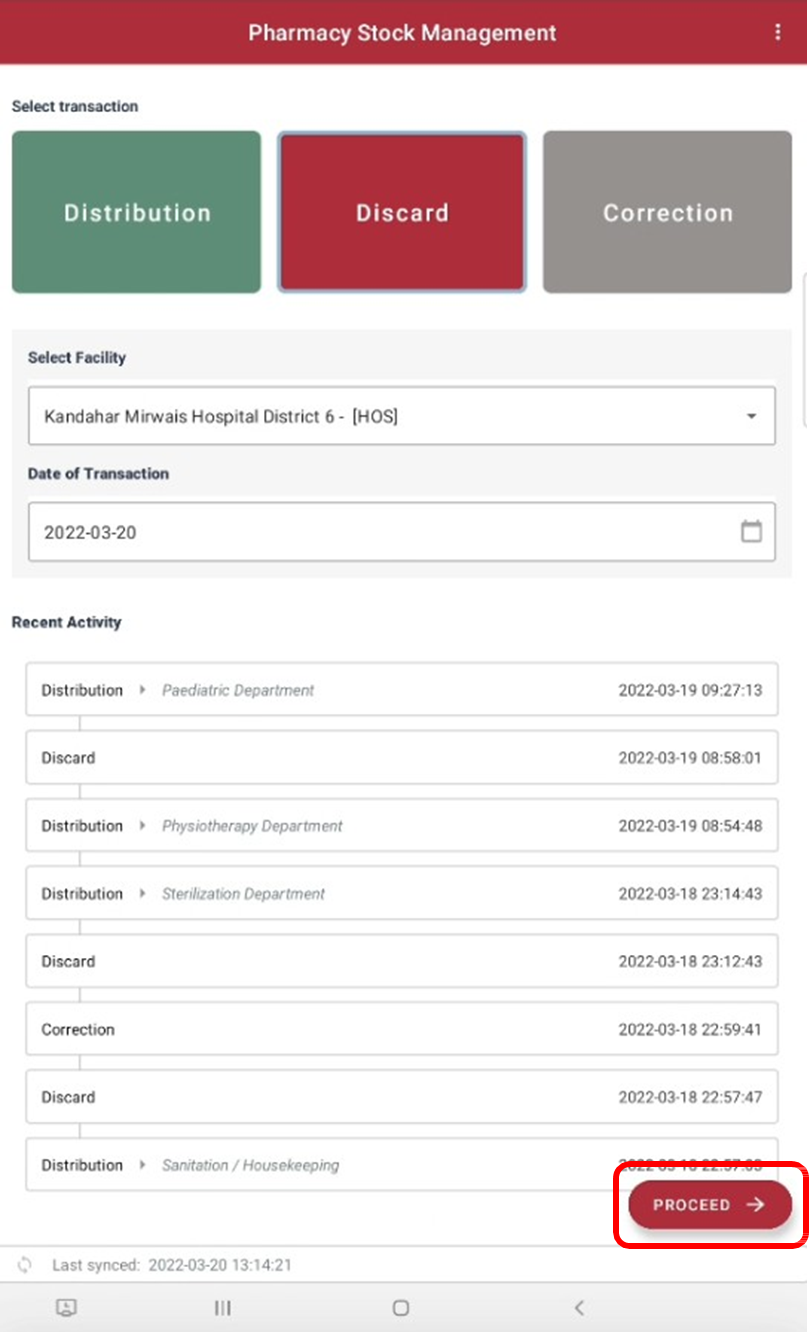 Pharmacy Stock Management
Select transaction
Distribution
Discard
Correction
Select Facility
Kandahar Mirwais Hospital District 6 - [HOS]
Date of Transaction
2022-03-20
Recent Activity
Distribution Paediatric Department 2022-03-19 09:27:13
Discard 2022-03-19 08:58:01
Distribution Physiotherapy Department 2022-03-19 08:54:48
Distribution Sterilization Department 2022-03-18 23:14:43
Discard 2022-03-18 23:12:43
Correction 2022-03-18 22:59:41
Discard 2022-03-18 22:57:47
Distribution Sanitation / Housekeeping
PROCEED
Last synced: 2022-03-20 13:14:21